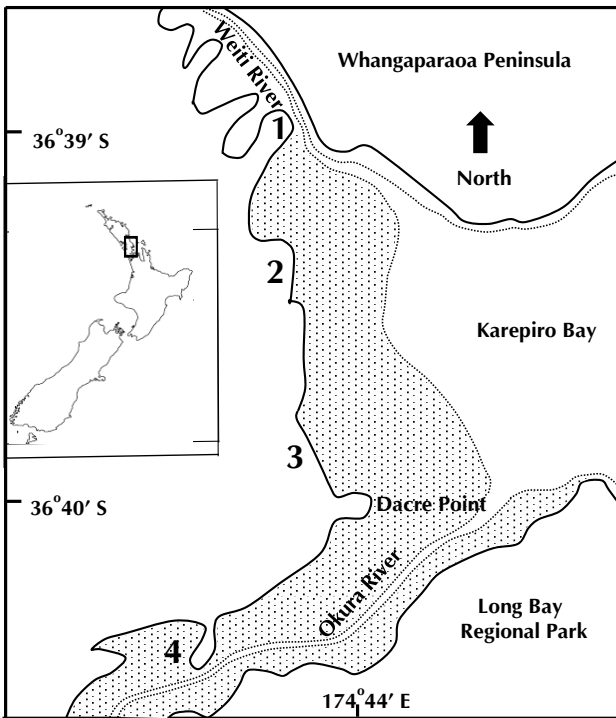 Weiti River
Whangaparaoa Peninsula
1
36°39′ S
North
2
Karepiro Bay
3
36°40′ S
Dacre Point
Okura River
Long Bay
Regional Park
4
174°44′ E